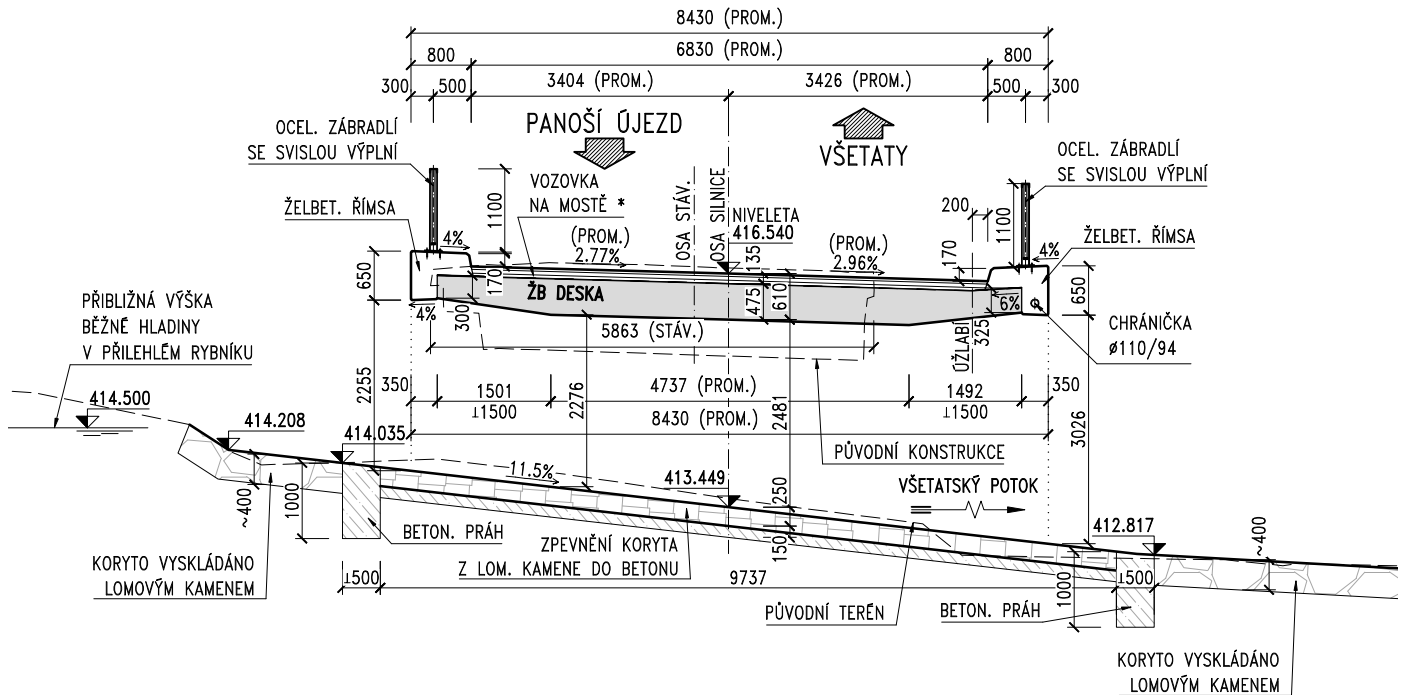 8430 (PROM.)
800
6830 (PROM.)
800
300
500
3404 (PROM.)
3426 (PROM.)
500
300
OCEL. ZÁBRADLÍ
SE SVISLOU VÝPLNÍ
PANOŠÍ ÚJEZD
VŠETATY
OCEL. ZÁBRADLÍ
SE SVISLOU VÝPLNÍ
ŽELBET. ŘÍMSA
1100
VOZOVKA
NA MOSTĚ *
OSA STÁV.
OSA SILNICE
NIVELETA
416.540
200
1100
ŽELBET. ŘÍMSA
4%
(PROM.)
2.77%
135
(PROM.)
2.96%
170
4%
650
170
ŽB DESKA
475
610
6%
650
4%
300
5863 (STÁV.)
ÚŽLABÍ
325
CHRÁNIČKA
ø110/94
PŘIBLIŽNÁ VÝŠKA
BĚŽNÉ HLADINY
V PŘILEHLÉM RYBNÍKU
2255
350
1501
⊥1500
2276
4737 (PROM.)
2481
1492
⊥1500
350
3026
8430 (PROM.)
414.500
414.208
414.035
PŮVODNÍ KONSTRUKCE
11.5%
413.449
VŠETATSKÝ POTOK
~400
1000
250
150
412.817
~400
BETON. PRÁH
ZPEVNĚNÍ KORYTA
Z LOM. KAMENE DO BETONU
KORYTO VYSKLÁDÁNO
LOMOVÝM KAMENEM
⊥500
9737
⊥500
1000
PŮVODNÍ TERÉN
BETON. PRÁH
KORYTO VYSKLÁDÁNO
LOMOVÝM KAMENEM